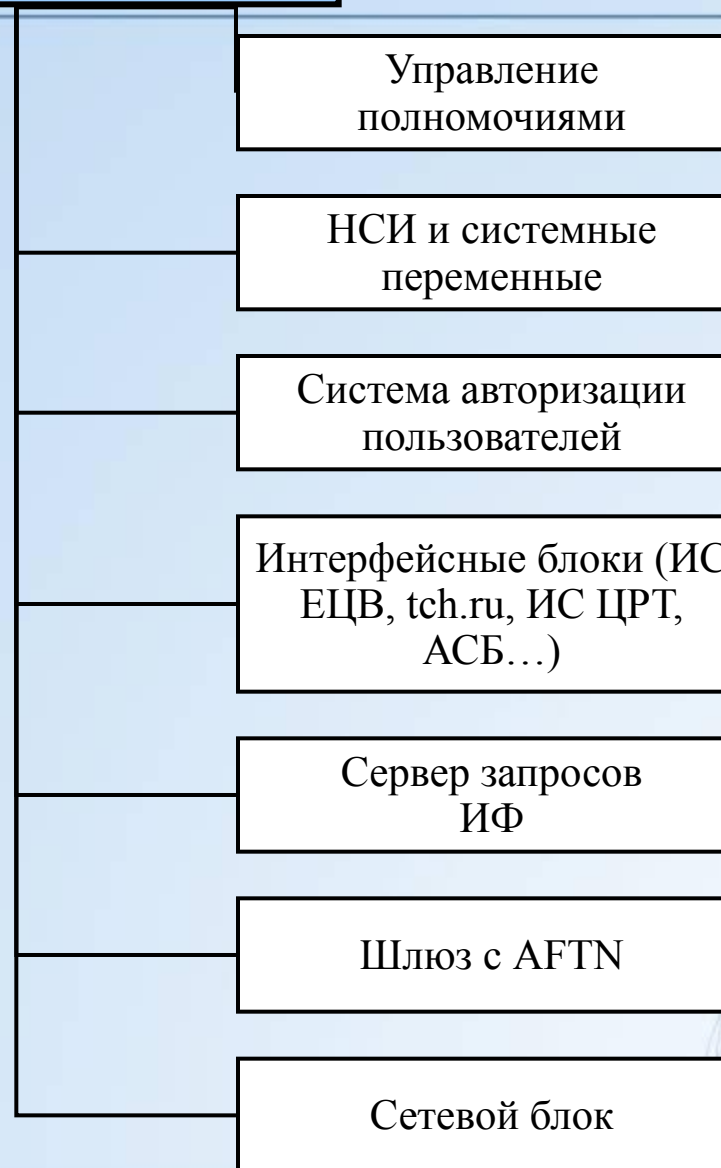 Управление
полномочиями
НСИ и системные
переменные
Система авторизации
пользователей
Интерфейсные блоки (ИС
ЕЦВ, tch.ru, ИС ЦРТ,
АСБ…)
Сервер запросов
ИФ
Шлюз с AFTN
Сетевой блок